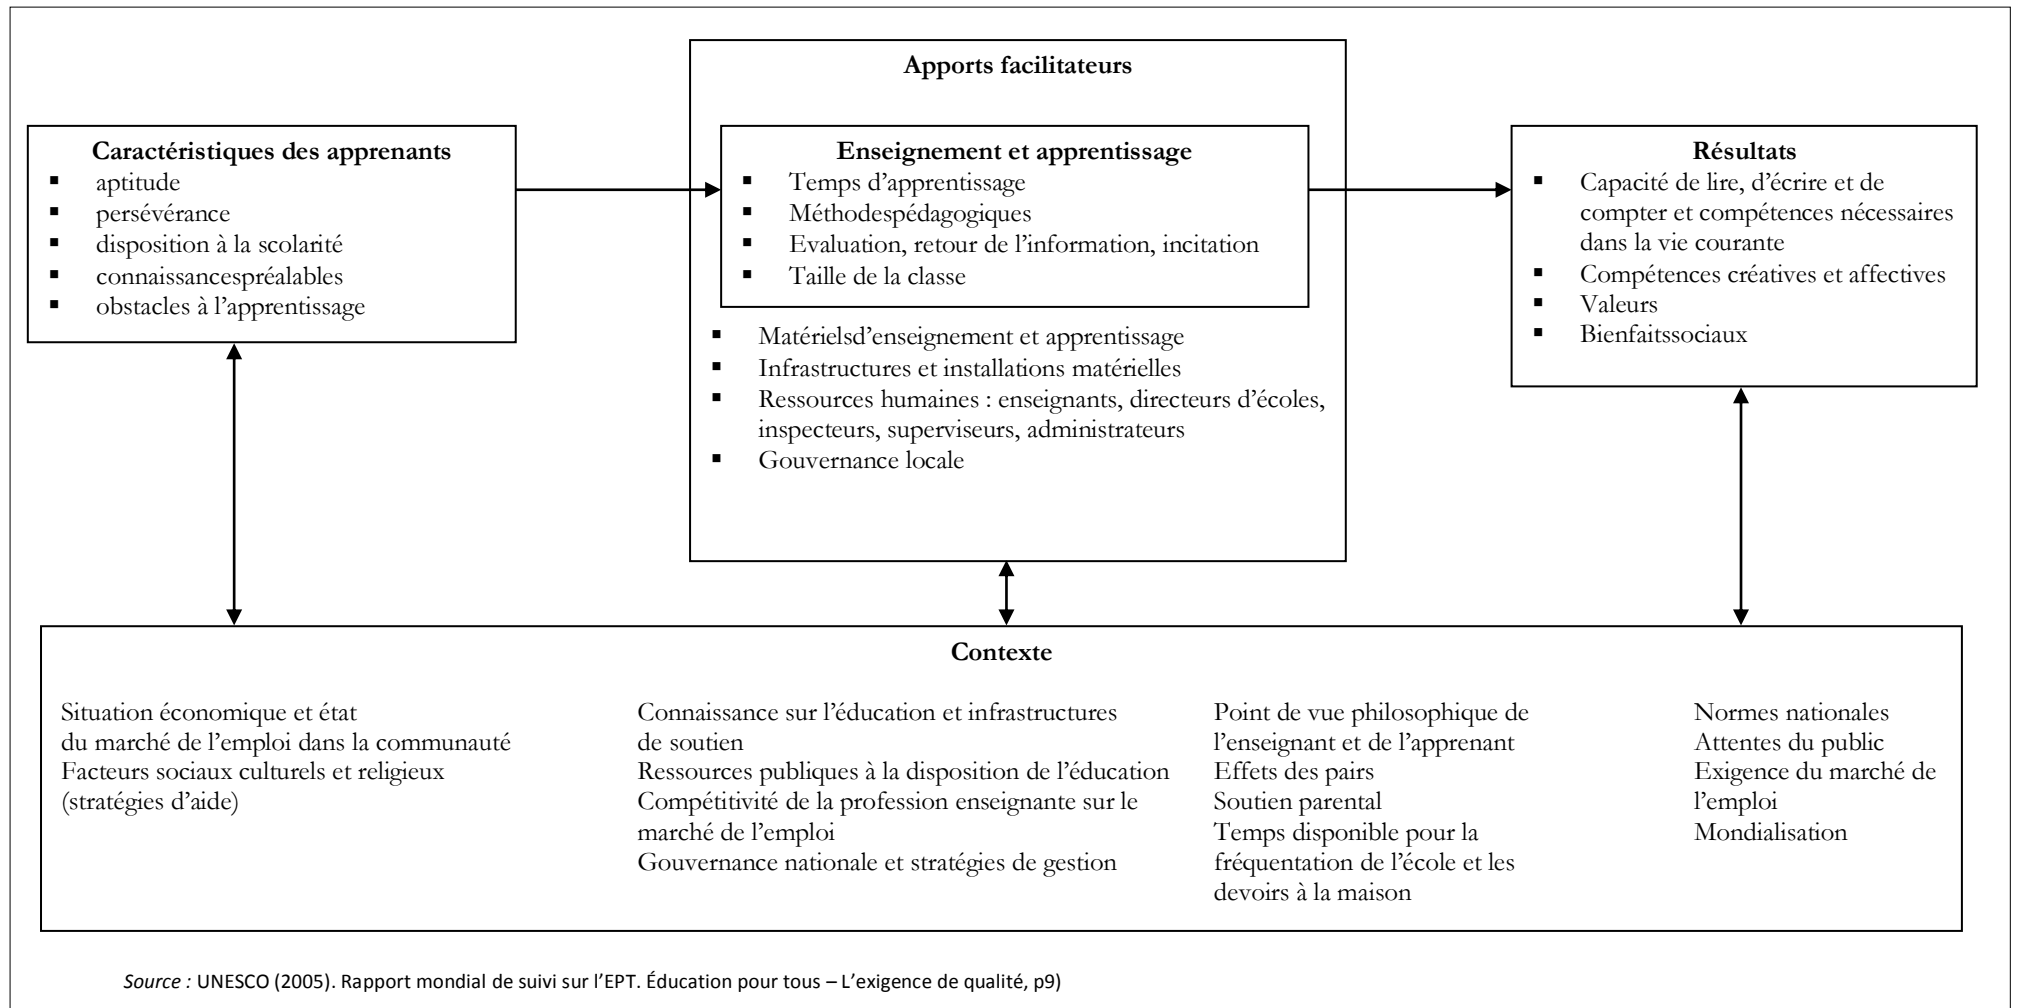 Apports facilitateurs
Caractéristiques des apprenants
▪ aptitude
▪ persévérance
▪ disposition à la scolarité
▪ connaissancespréalables
▪ obstacles à l'apprentissage
Enseignement et apprentissage
▪ Temps d'apprentissage
▪ Méthodespédagogiques
▪ Evaluation, retour de l'information, incitation
▪ Taille de la classe
▪ Matérielsd'enseignement et apprentissage
▪ Infrastructures et installations matérielles
▪ Ressources humaines : enseignants, directeurs d'écoles,
inspecteurs, superviseurs, administrateurs
▪ Gouvernance locale
Résultats
▪ Capacité de lire, d'écrire et de
compter et compétences nécessaires
dans la vie courante
▪ Compétences créatives et affectives
▪ Valeurs
▪ Bienfaitssociaux
Contexte
Situation économique et état
du marché de l'emploi dans la communauté
Facteurs sociaux culturels et religieux
(stratégies d'aide)
Connaissance sur l'éducation et infrastructures
de soutien
Ressources publiques à la disposition de l'éducation
Compétitivité de la profession enseignante sur le
marché de l'emploi
Gouvernance nationale et stratégies de gestion
Point de vue philosophique de
l'enseignant et de l'apprenant
Effets des pairs
Soutien parental
Temps disponible pour la
fréquentation de l'école et les
devoirs à la maison
Normes nationales
Attentes du public
Exigence du marché de
l'emploi
Mondialisation
Source : UNESCO (2005). Rapport mondial de suivi sur l'EPT. Éducation pour tous – L'exigence de qualité, p9)